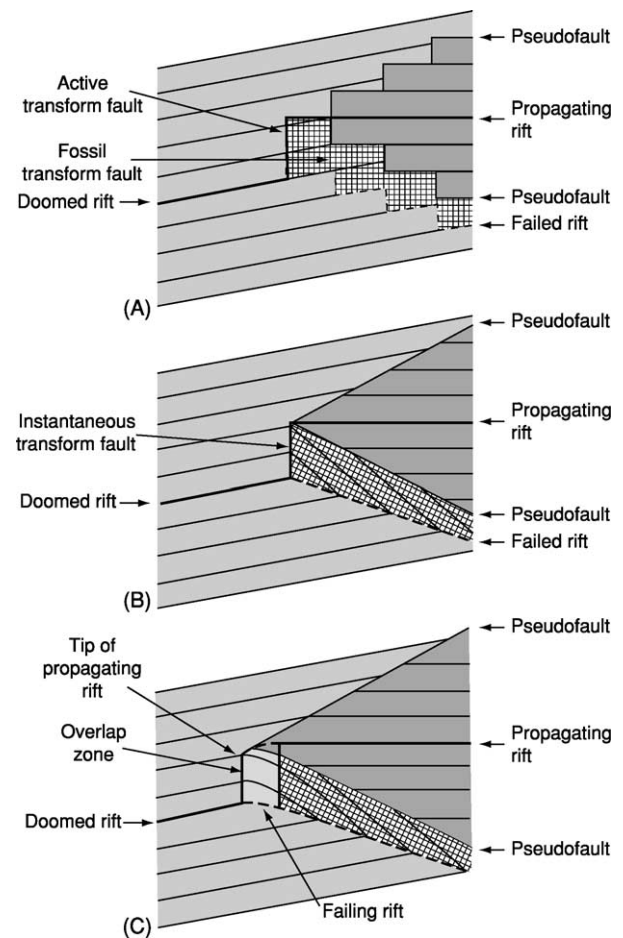 Pseudofault
Active
transform fault
Propagating
rift
Fossil
transform fault
Doomed rift
Pseudofault
Failed rift
(A)
Pseudofault
Instantaneous
transform fault
Propagating
rift
Doomed rift
Pseudofault
Failed rift
(B)
Pseudofault
Tip of
propagating
rift
Overlap
zone
Propagating
rift
Doomed rift
Pseudofault
Failing rift
(C)